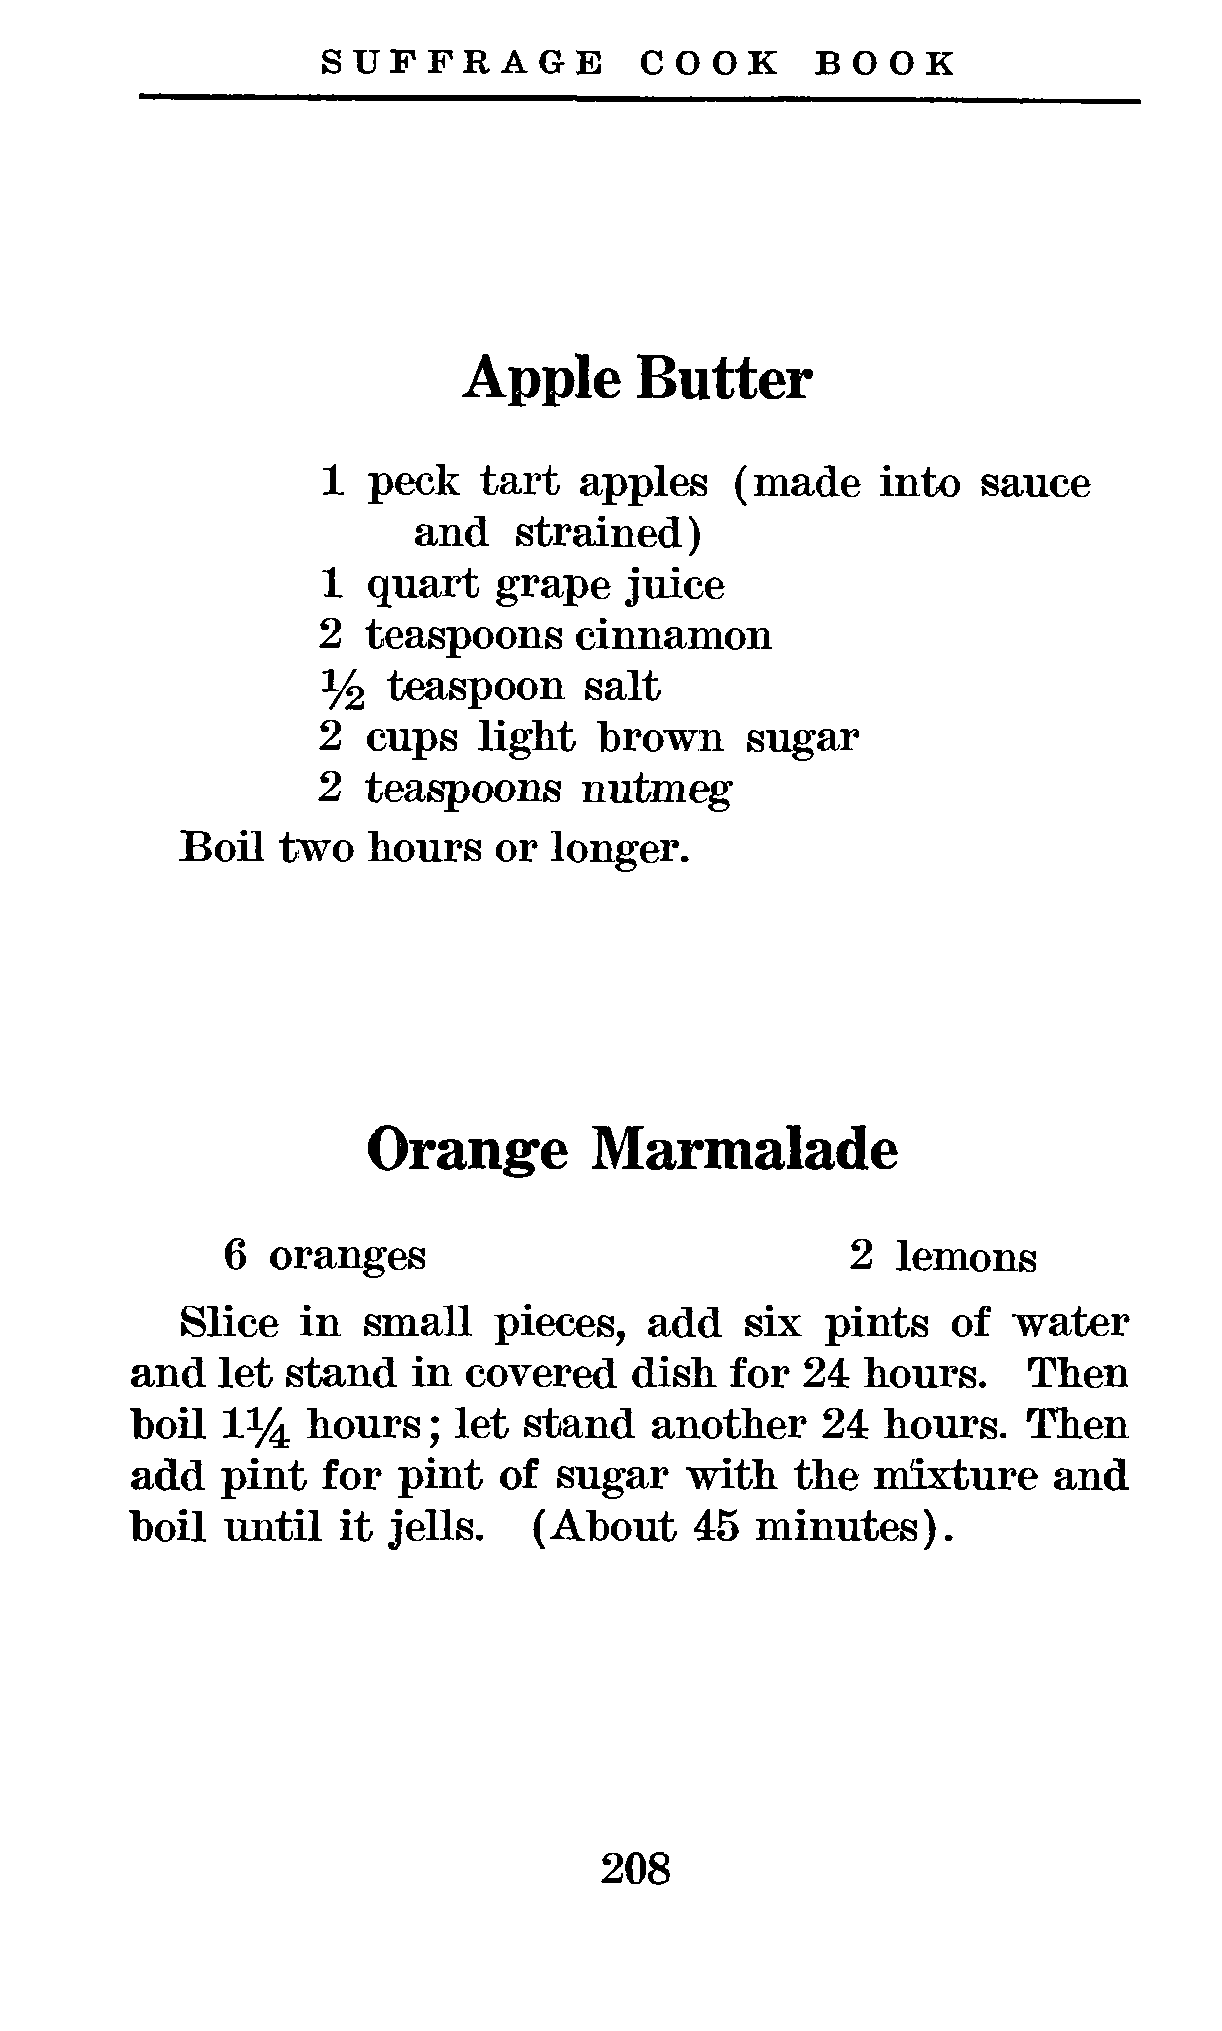 SUFFRAGE COOK BOOK
Apple Butter
1 peck tart apples (made into sauce
and strained)
1 quart grape juice
2 teaspoons cinnamon
½ teaspoon salt
2 cups light brown sugar
2 teaspoons nutmeg
Boil two hours or longer.
Orange Marmalade
6 oranges 2 lemons
Slice in small pieces, add six pints of water
and let stand in covered dish for 24 hours. Then
boil 1¼ hours; let stand another 24 hours. Then
add pint for pint of sugar with the mixture and
boil until it jells. (About 45 minutes).
208